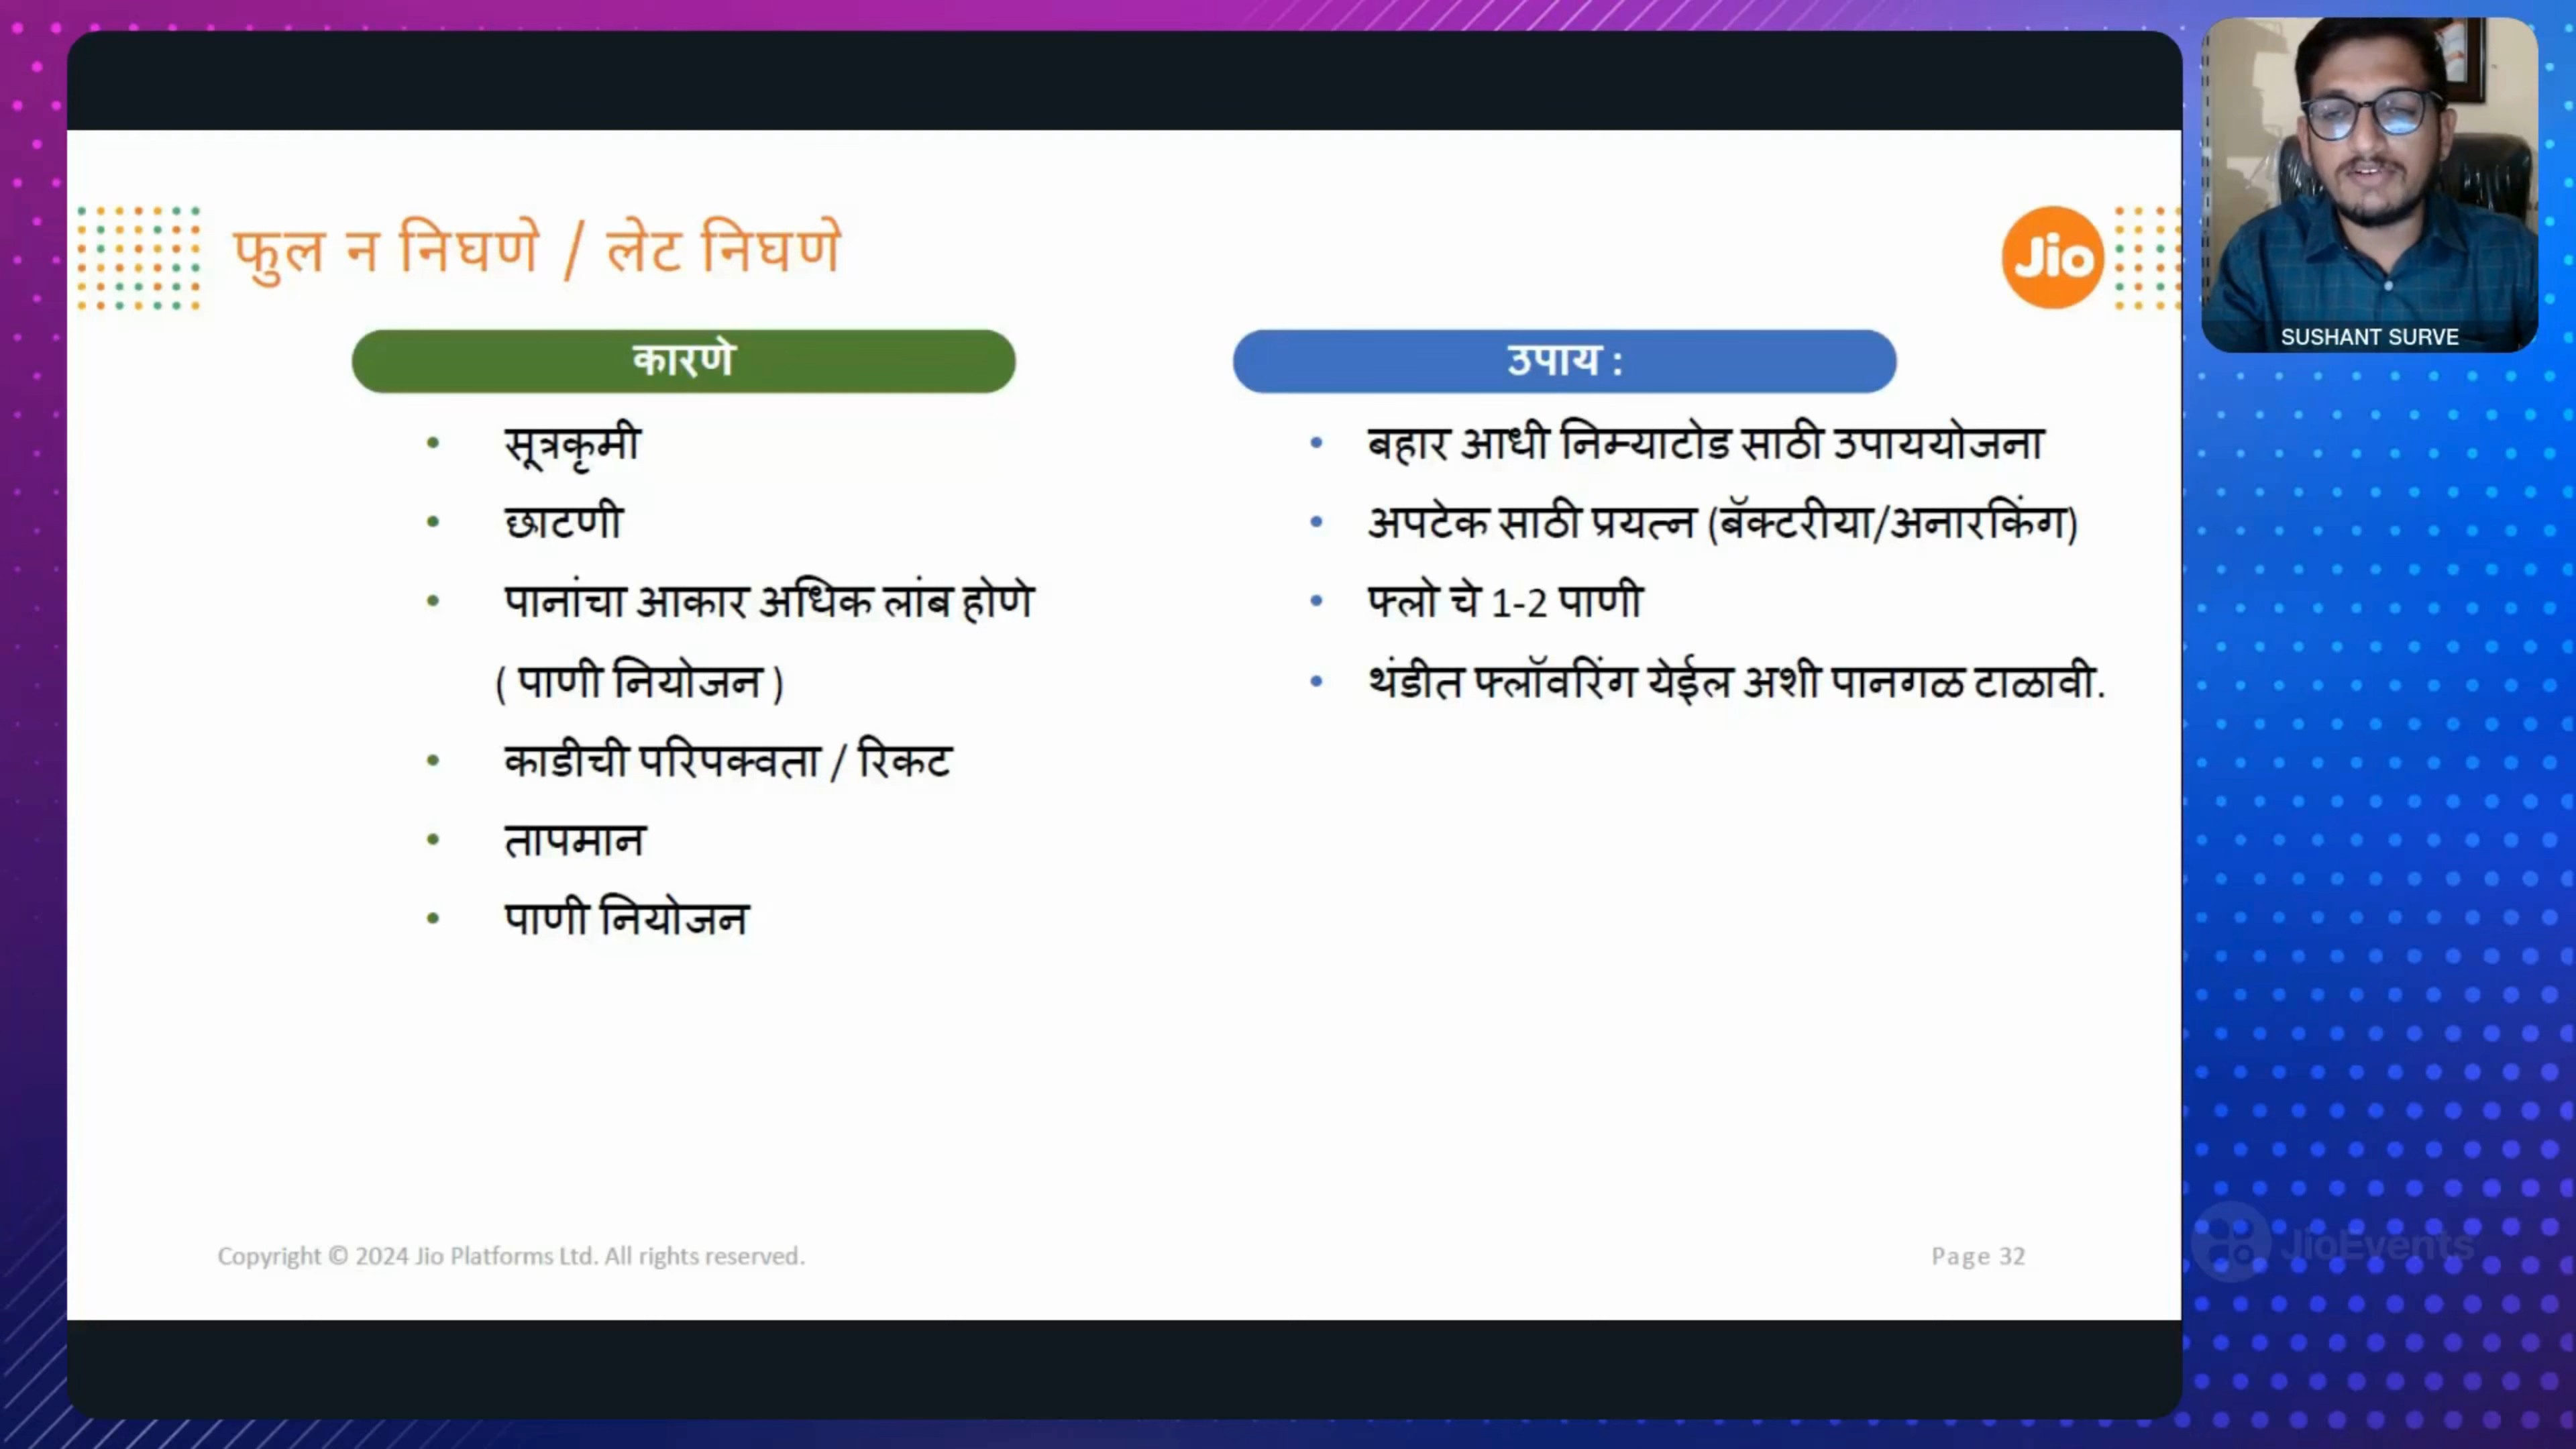 फुल न निघणे / लेट निघणे
Jio
SUSHANT SURVE
कारणे
सूत्रकृमी
छाटणी
पानांचा आकार अधिक लांब होणे
( पाणी नियोजन )
काडीची परिपक्वता / रिकट
तापमान
पाणी नियोजन
उपाय :
बहार आधी निम्याटोड साठी उपाययोजना
अपटेक साठी प्रयत्न (बॅक्टरीया/अनारकिंग)
फ्लो चे 1-2 पाणी
थंडीत फ्लॉवरिंग येईल अशी पानगळ टाळावी.
Copyright © 2024 Jio Platforms Ltd. All rights reserved.
Page 32
JioEvents